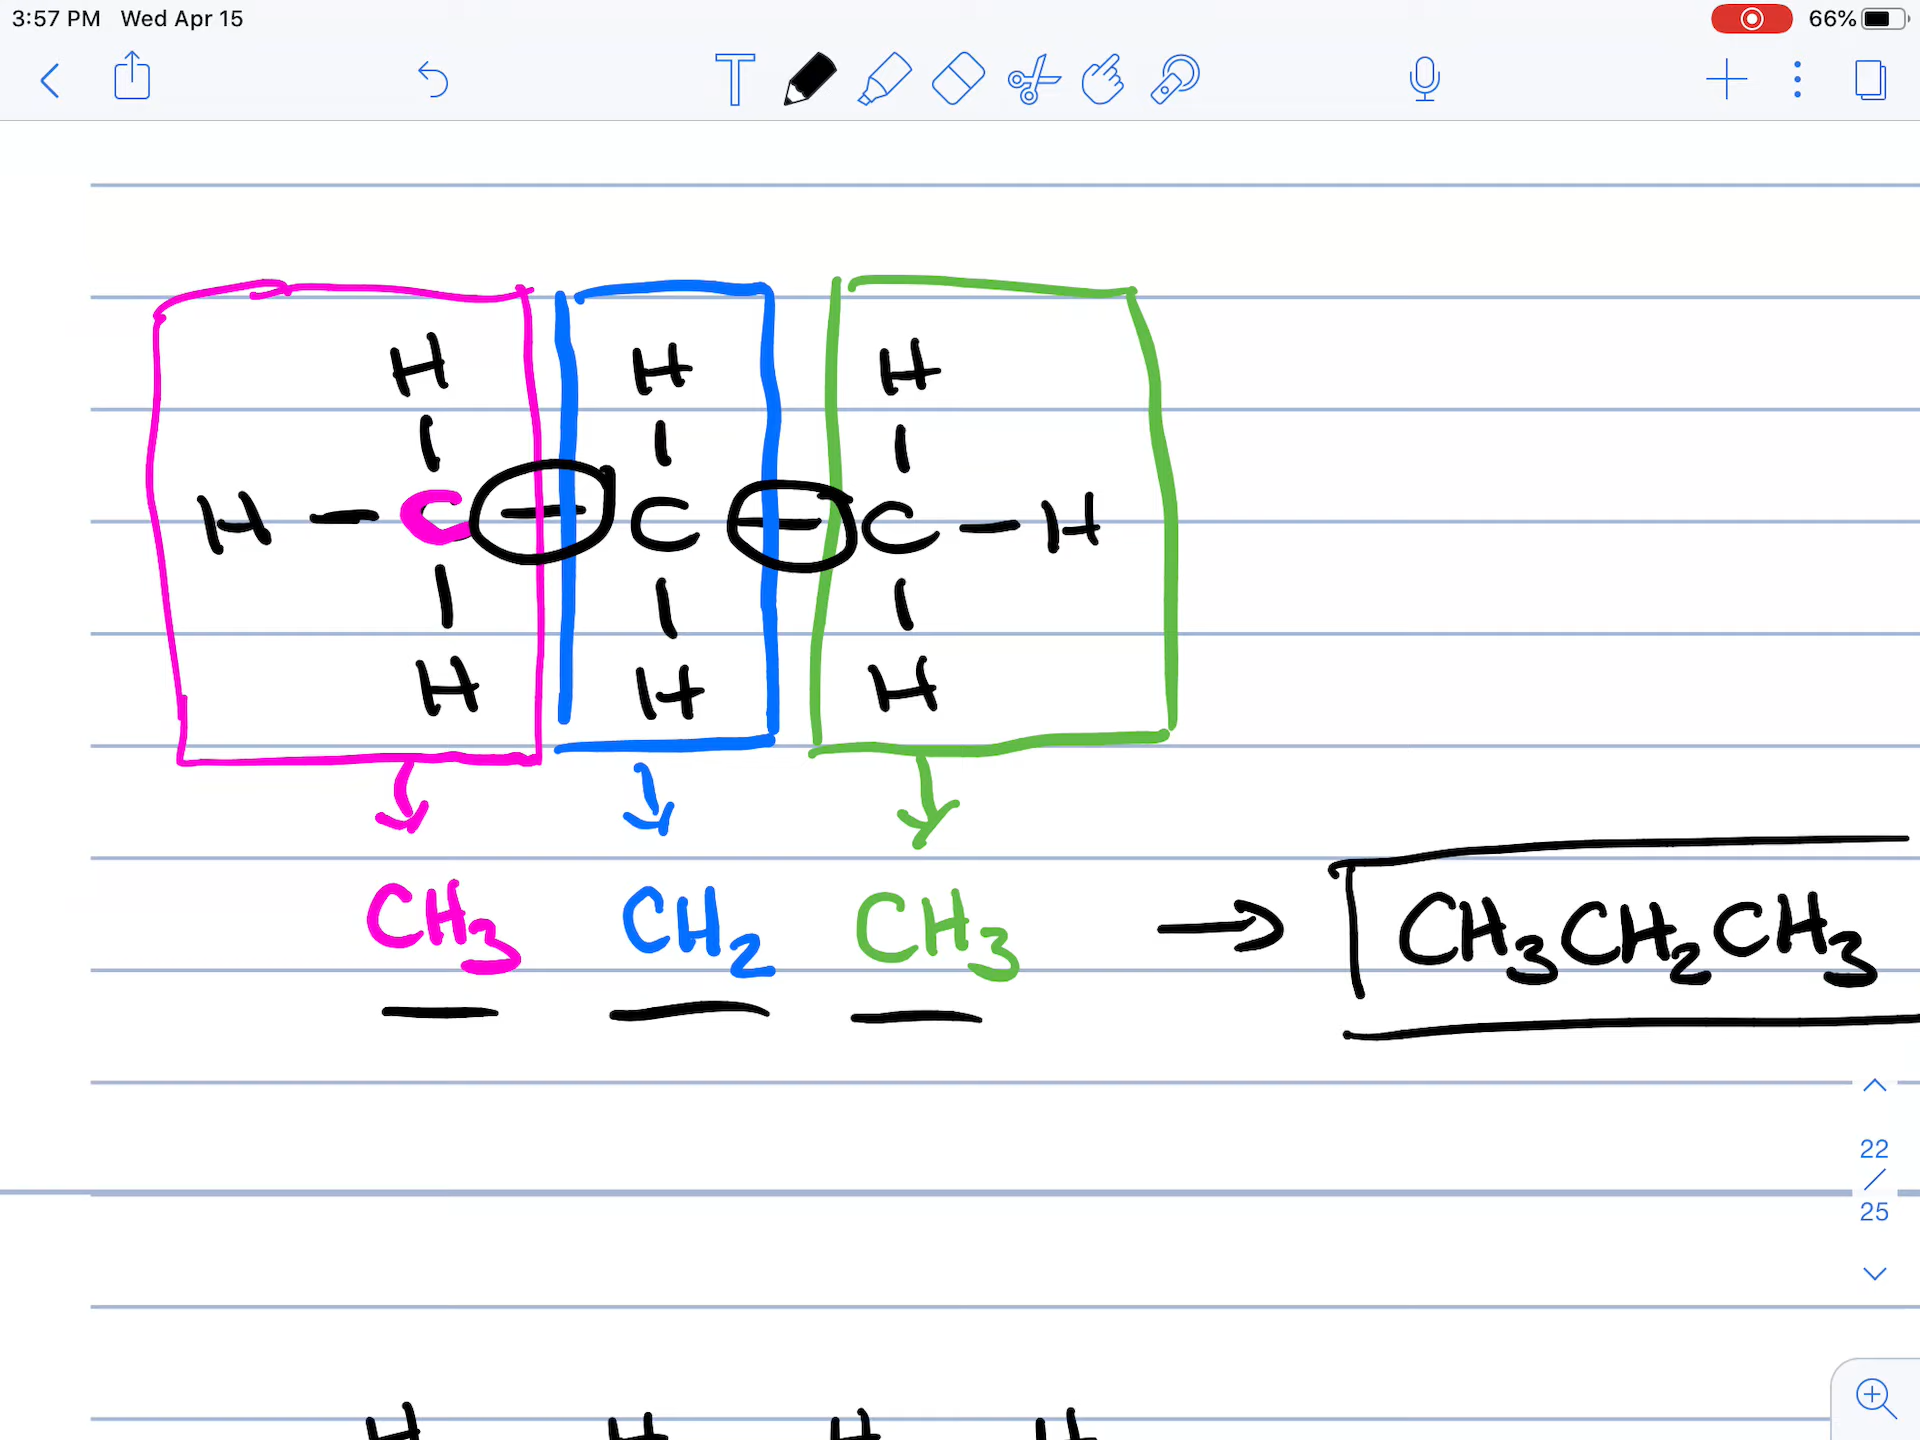 3:57 PM Wed Apr 15 66%
T
H H H
H - C - C - C - H
H H H
CH₃ CH₂ CH₃ → CH₃CH₂CH₃
22
/
25
H H H H